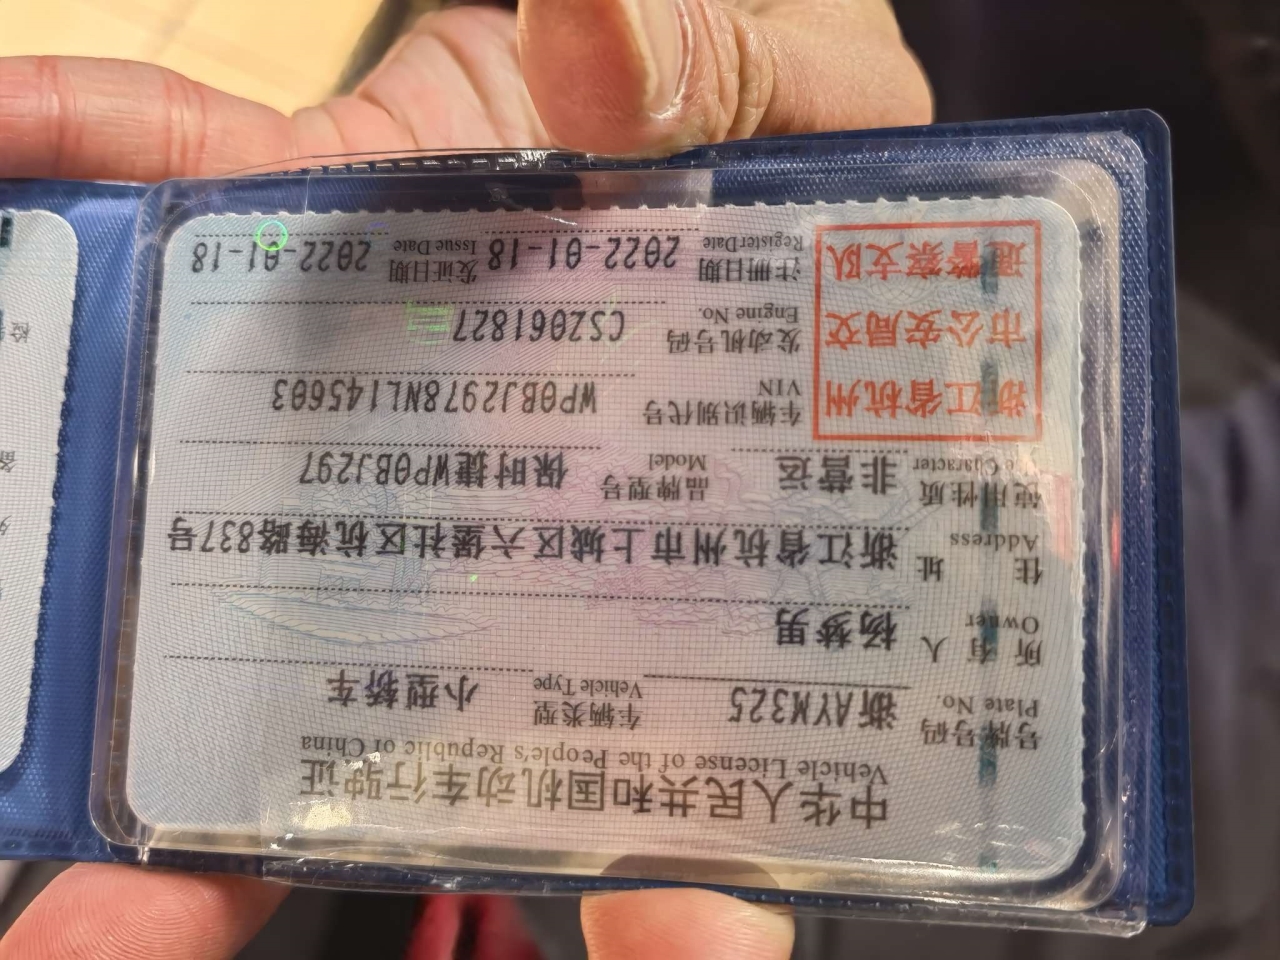 中华人民共和国机动车行驶证
Vehicle License of the People's Republic of China
号牌号码 浙AYM325 车辆类型 小型轿车
Plate No. Vehicle Type
所有人 杨梦男
Owner
住址 浙江省杭州市上城区六堡社区杭海路837号
Address
使用性质 非营运 品牌型号 保时捷WP0BJ297
Character Model
浙江省杭州
市公安局交
通警察支队
车辆识别代号 WP0BJ2978NL145603
VIN
发动机号码 CSZ061827
Engine No.
注册日期 2022-01-18 发证日期 2022-01-18
Register Date Issue Date
检
备